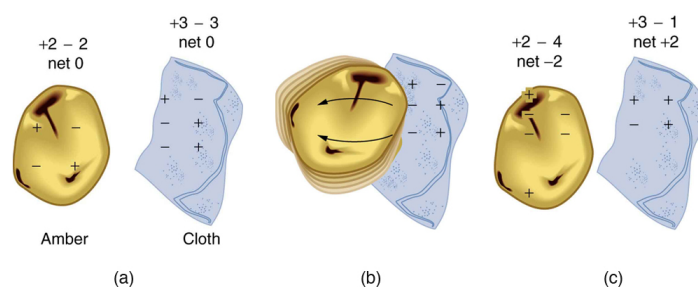 +2 − 2
net 0
+3 − 3
net 0
+ −
− +
+ −
− +
− +
Amber
Cloth
(a)
+ −
− +
− +
(b)
+2 − 4
net −2
+3 − 1
net +2
+
− −
− −
+
+ +
− +
(c)